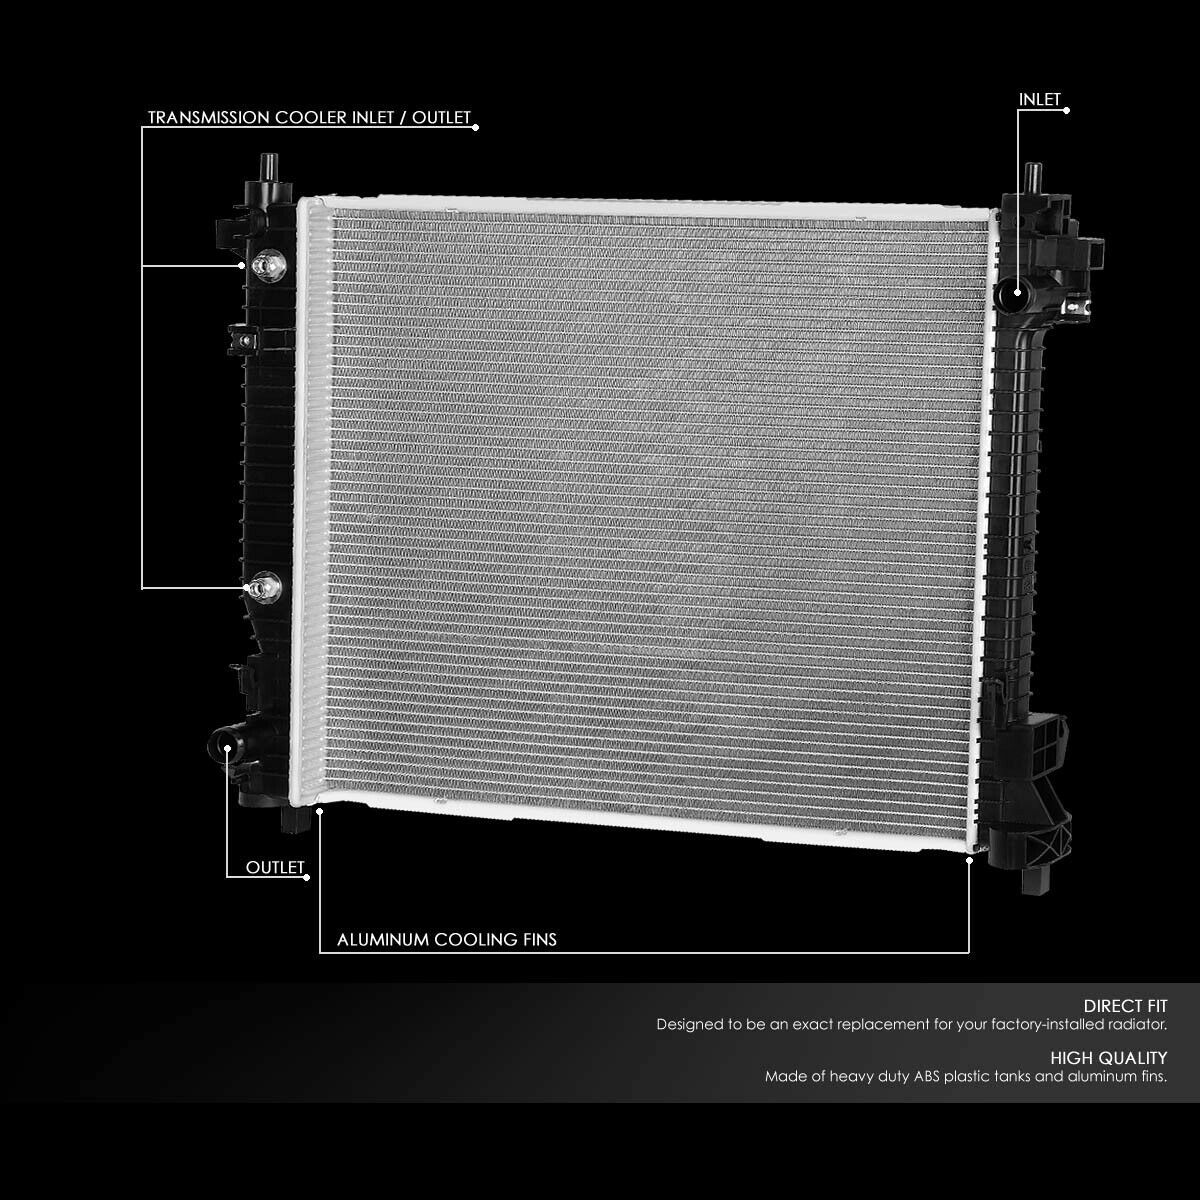 INLET
TRANSMISSION COOLER INLET / OUTLET
OUTLET
ALUMINUM COOLING FINS
DIRECT FIT
Designed to be an exact replacement for your factory-installed radiator.
HIGH QUALITY
Made of heavy duty ABS plastic tanks and aluminum fins.